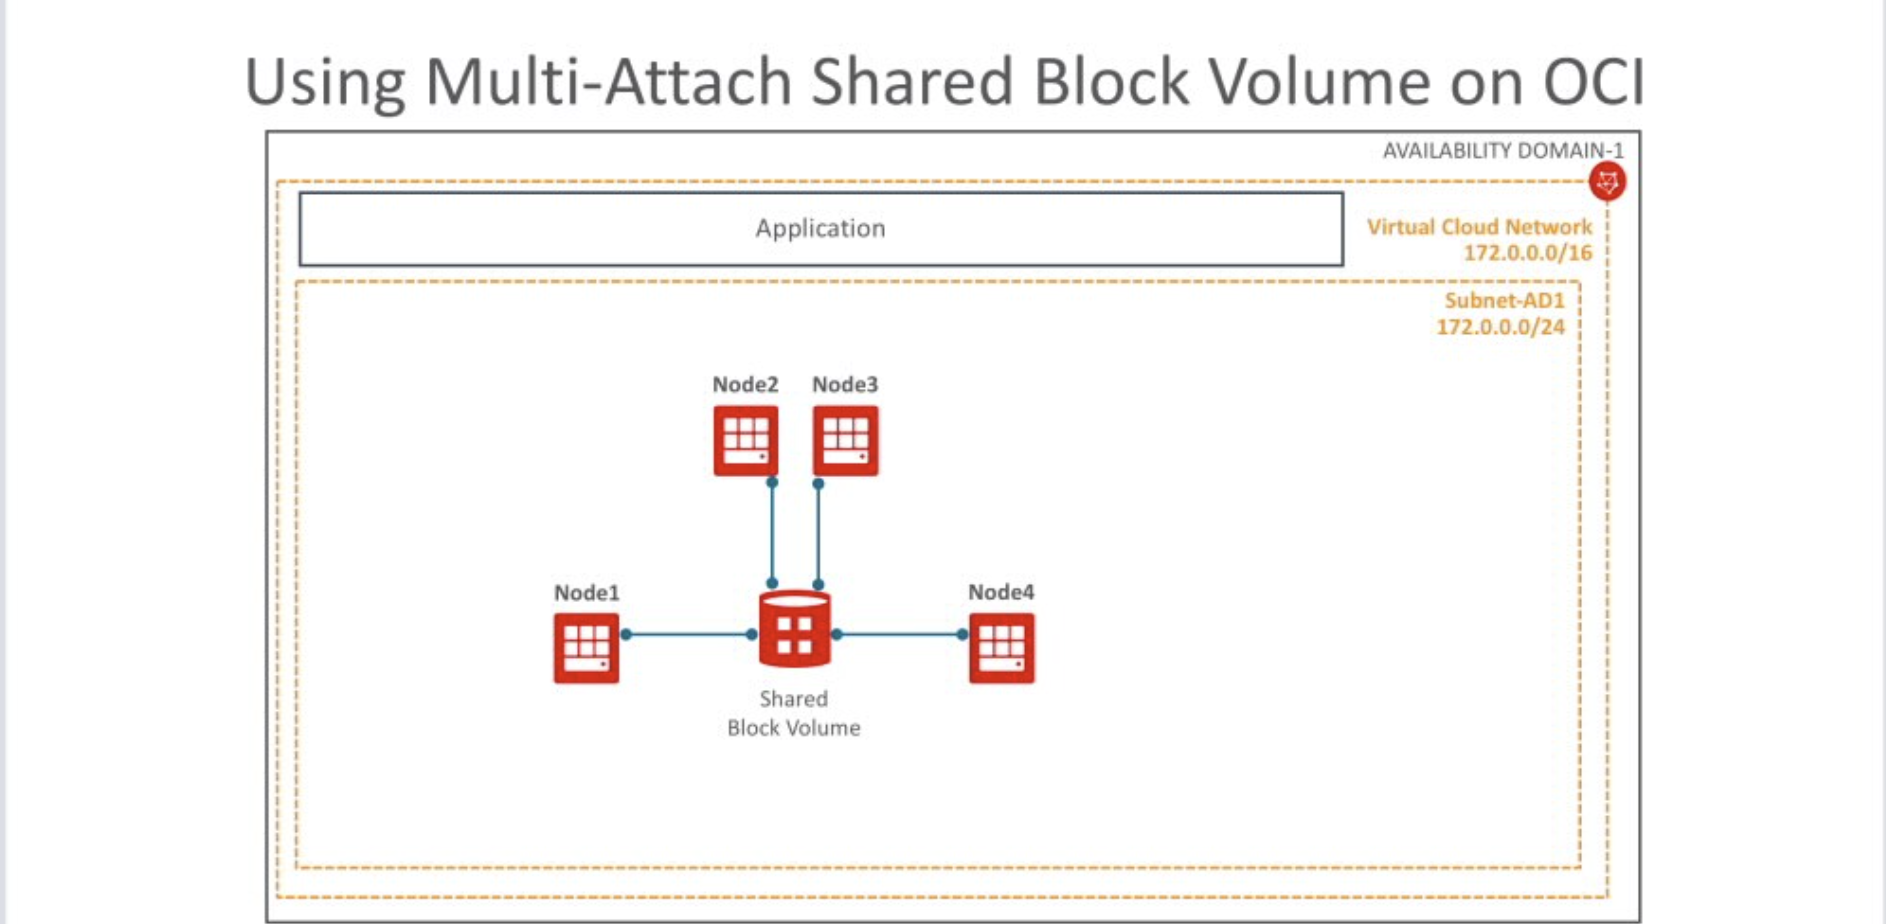 Using Multi-Attach Shared Block Volume on OCI
AVAILABILITY DOMAIN-1
Application
Virtual Cloud Network
172.0.0.0/16
Subnet-AD1
172.0.0.0/24
Node2
Node3
Node1
Node4
Shared
Block Volume